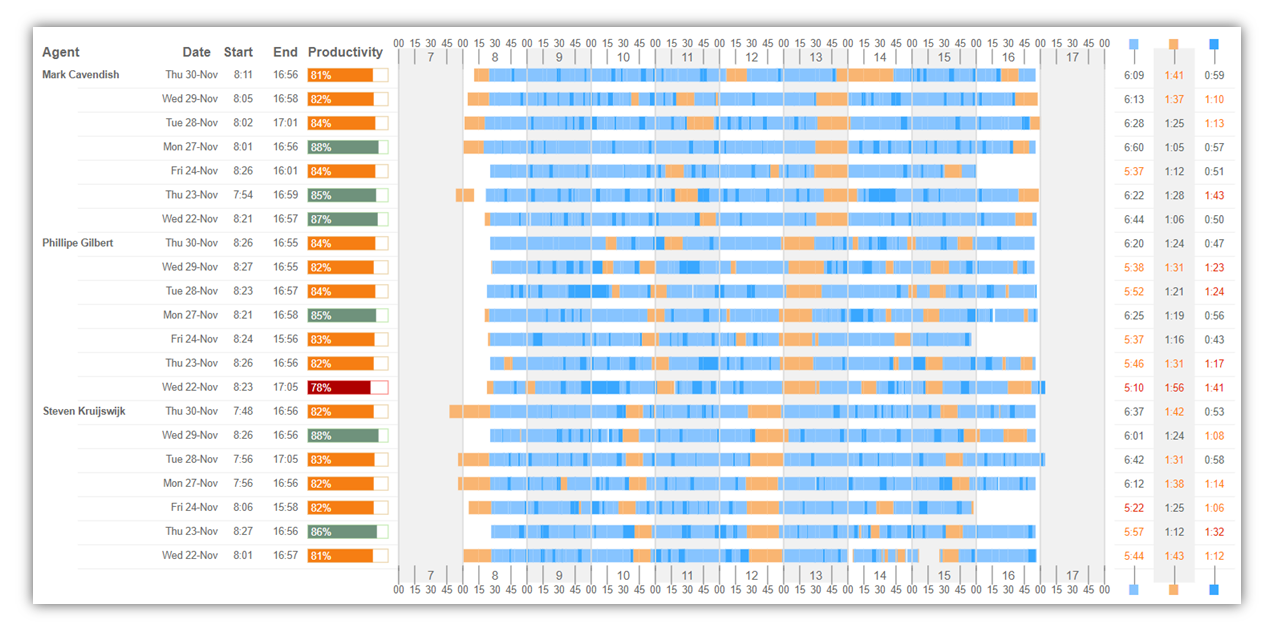 00 15 30 45 00 15 30 45 00 15 30 45 00 15 30 45 00 15 30 45 00 15 30 45 00 15 30 45 00 15 30 45 00 15 30 45 00 15 30 45 00 15 30 45 00
Agent Date Start End Productivity 7 8 9 10 11 12 13 14 15 16 17
Mark Cavendish Thu 30-Nov 8:11 16:56 81% 6:09 1:41 0:59
Wed 29-Nov 8:05 16:58 82% 6:13 1:37 1:10
Tue 28-Nov 8:02 17:01 84% 6:28 1:25 1:13
Mon 27-Nov 8:01 16:56 88% 6:60 1:05 0:57
Fri 24-Nov 8:26 16:01 84% 5:37 1:12 0:51
Thu 23-Nov 7:54 16:59 85% 6:22 1:28 1:43
Wed 22-Nov 8:21 16:57 87% 6:44 1:06 0:50
Phillipe Gilbert Thu 30-Nov 8:26 16:55 84% 6:20 1:24 0:47
Wed 29-Nov 8:27 16:55 82% 5:38 1:31 1:23
Tue 28-Nov 8:23 16:57 84% 5:52 1:21 1:24
Mon 27-Nov 8:21 16:58 85% 6:25 1:19 0:56
Fri 24-Nov 8:24 15:56 83% 5:37 1:16 0:43
Thu 23-Nov 8:26 16:56 82% 5:46 1:31 1:17
Wed 22-Nov 8:23 17:05 78% 5:10 1:56 1:41
Steven Kruijswijk Thu 30-Nov 7:48 16:56 82% 6:37 1:42 0:53
Wed 29-Nov 8:26 16:56 88% 6:01 1:24 1:08
Tue 28-Nov 7:56 17:05 83% 6:42 1:31 0:58
Mon 27-Nov 7:56 16:56 82% 6:12 1:38 1:14
Fri 24-Nov 8:06 15:58 82% 5:22 1:25 1:06
Thu 23-Nov 8:27 16:56 86% 5:57 1:12 1:32
Wed 22-Nov 8:01 16:57 81% 5:44 1:43 1:12
7 8 9 10 11 12 13 14 15 16 17
00 15 30 45 00 15 30 45 00 15 30 45 00 15 30 45 00 15 30 45 00 15 30 45 00 15 30 45 00 15 30 45 00 15 30 45 00 15 30 45 00 15 30 45 00